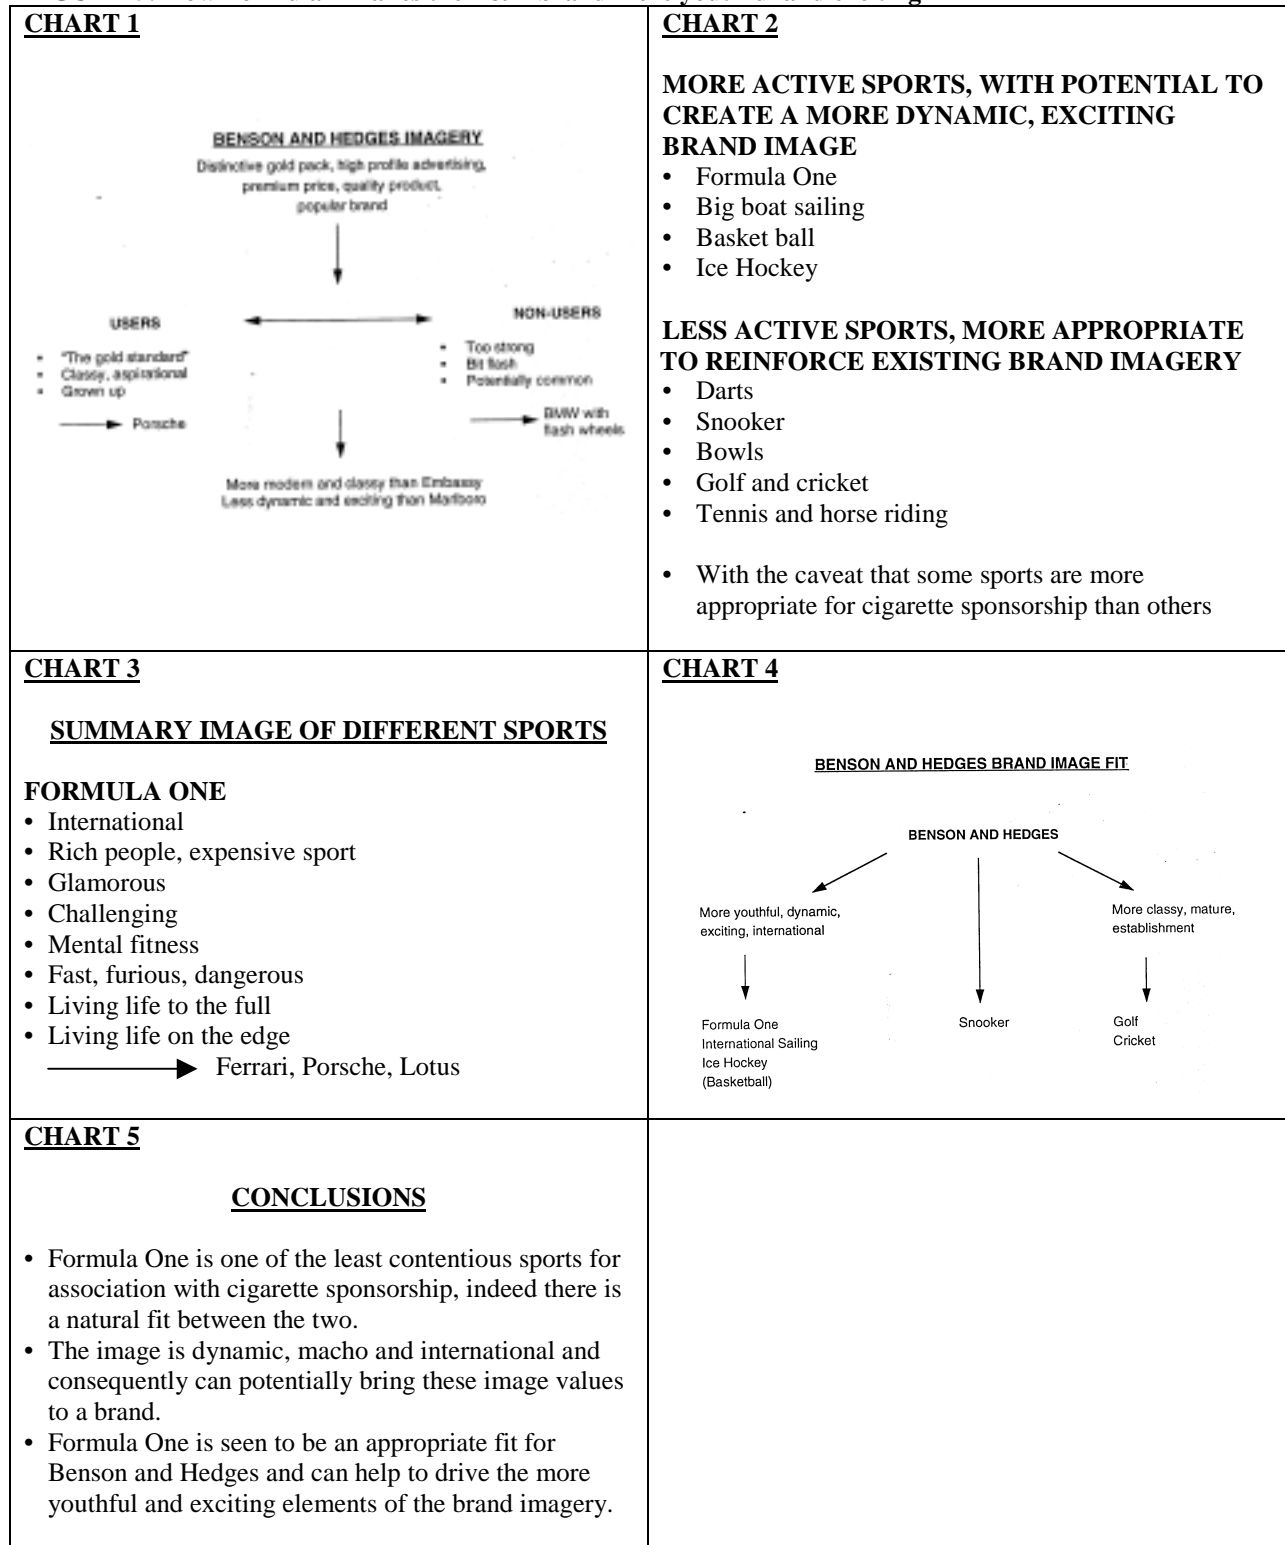 CHART 1
BENSON AND HEDGES IMAGERY
Distinctive gold pack, high profile advertising,
premium price, quality product,
popular brand
USERS
NON-USERS
• "The gold standard"
• Classy, aspirational
• Grown up
Porsche
• Too strong
• Bit flash
• Potentially common
BMW with
flash wheels
More modern and classy than Embassy
Less dynamic and exciting than Marlboro
CHART 2
MORE ACTIVE SPORTS, WITH POTENTIAL TO
CREATE A MORE DYNAMIC, EXCITING
BRAND IMAGE
• Formula One
• Big boat sailing
• Basket ball
• Ice Hockey
LESS ACTIVE SPORTS, MORE APPROPRIATE
TO REINFORCE EXISTING BRAND IMAGERY
• Darts
• Snooker
• Bowls
• Golf and cricket
• Tennis and horse riding
• With the caveat that some sports are more
appropriate for cigarette sponsorship than others
CHART 3
SUMMARY IMAGE OF DIFFERENT SPORTS
FORMULA ONE
• International
• Rich people, expensive sport
• Glamorous
• Challenging
• Mental fitness
• Fast, furious, dangerous
• Living life to the full
• Living life on the edge
Ferrari, Porsche, Lotus
CHART 4
BENSON AND HEDGES BRAND IMAGE FIT
BENSON AND HEDGES
More youthful, dynamic,
exciting, international
More classy, mature,
establishment
Formula One
International Sailing
Ice Hockey
(Basketball)
Snooker
Golf
Cricket
CHART 5
CONCLUSIONS
• Formula One is one of the least contentious sports for
association with cigarette sponsorship, indeed there is
a natural fit between the two.
• The image is dynamic, macho and international and
consequently can potentially bring these image values
to a brand.
• Formula One is seen to be an appropriate fit for
Benson and Hedges and can help to drive the more
youthful and exciting elements of the brand imagery.